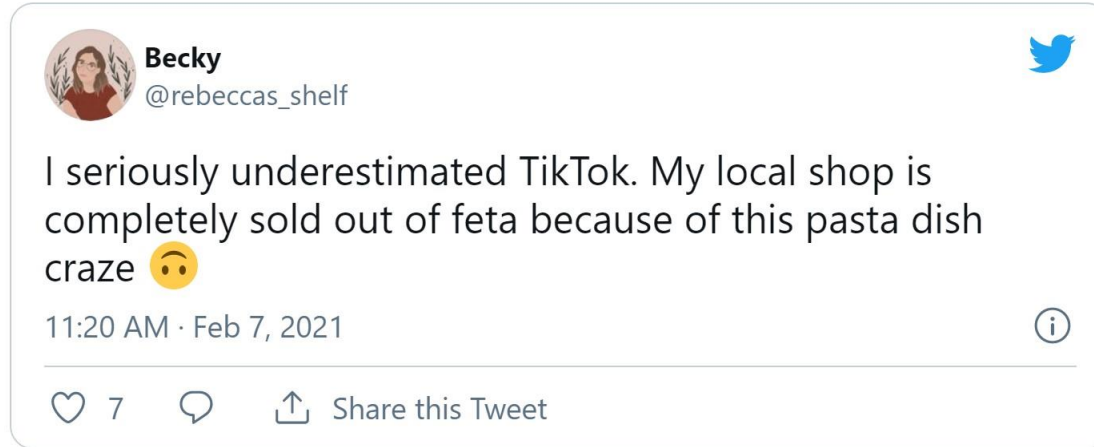 Becky
@rebeccas_shelf
I seriously underestimated TikTok. My local shop is
completely sold out of feta because of this pasta dish
craze 🙃
11:20 AM · Feb 7, 2021
7
Share this Tweet